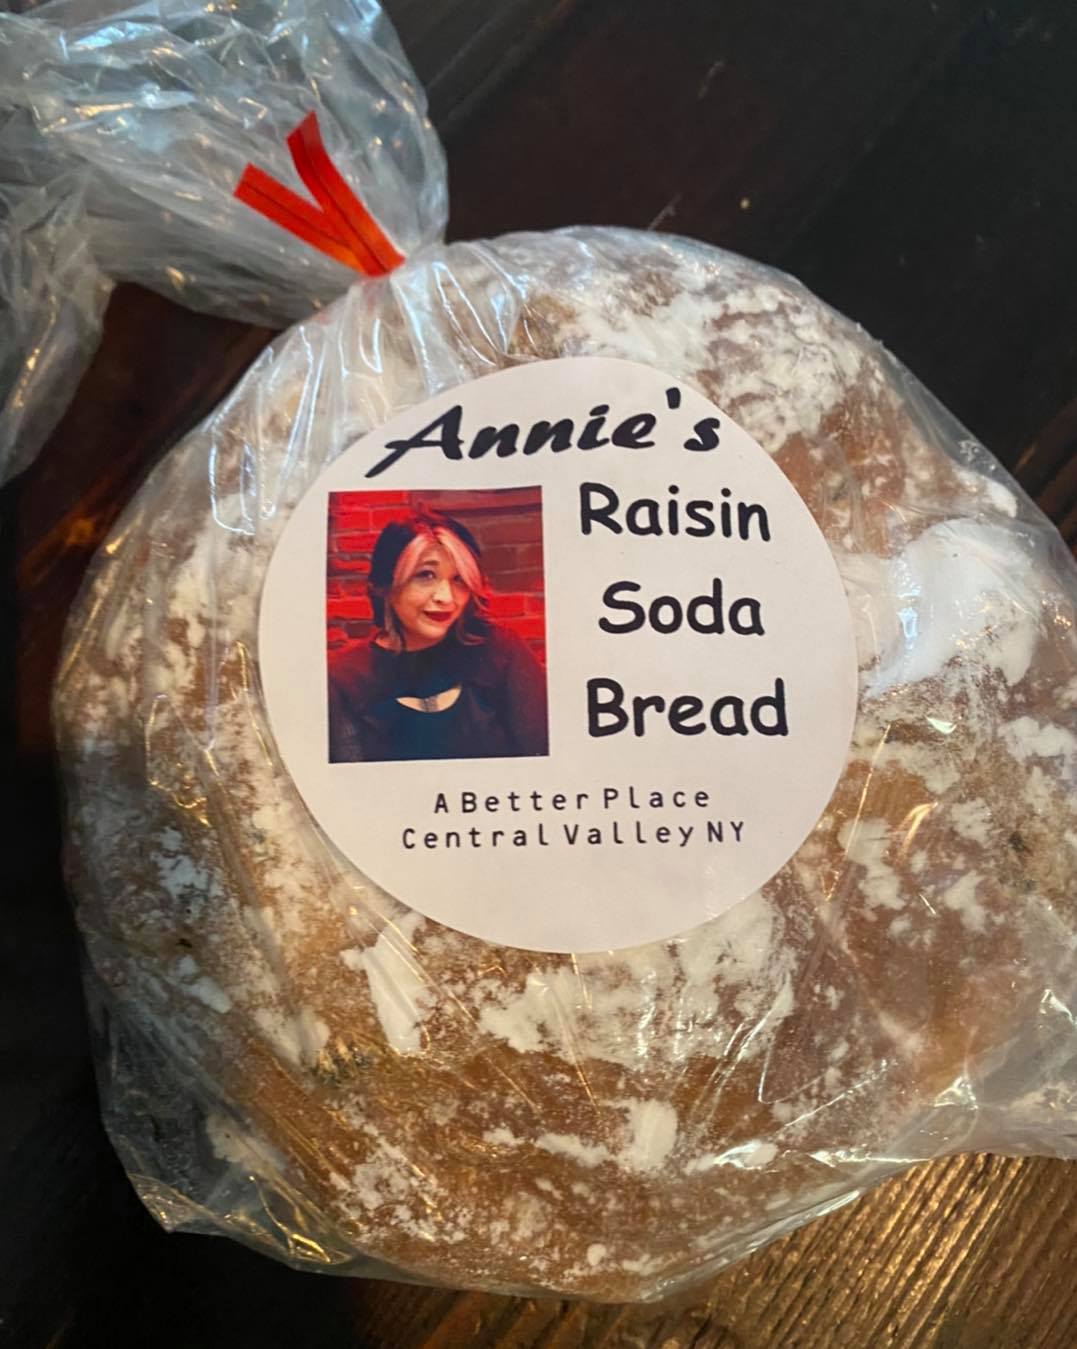 Annie's
Raisin
Soda
Bread
A Better Place
Central Valley NY